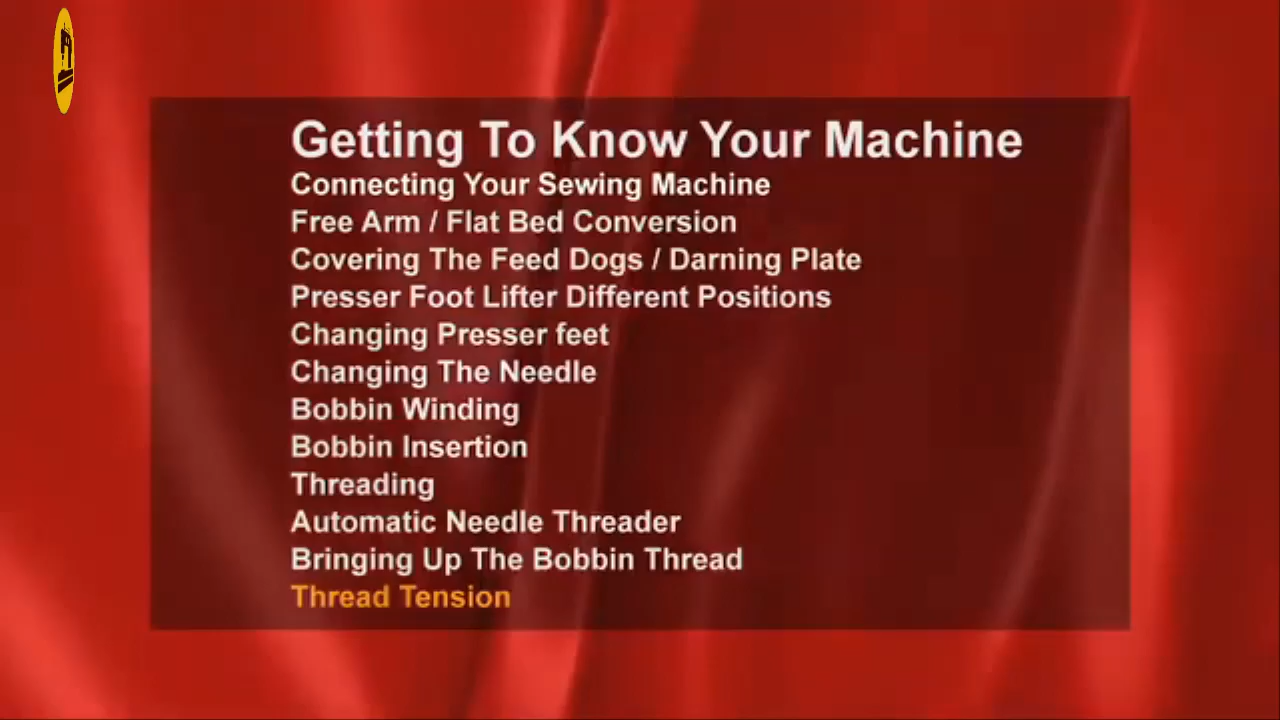 Getting To Know Your Machine
Connecting Your Sewing Machine
Free Arm / Flat Bed Conversion
Covering The Feed Dogs / Darning Plate
Presser Foot Lifter Different Positions
Changing Presser feet
Changing The Needle
Bobbin Winding
Bobbin Insertion
Threading
Automatic Needle Threader
Bringing Up The Bobbin Thread
Thread Tension